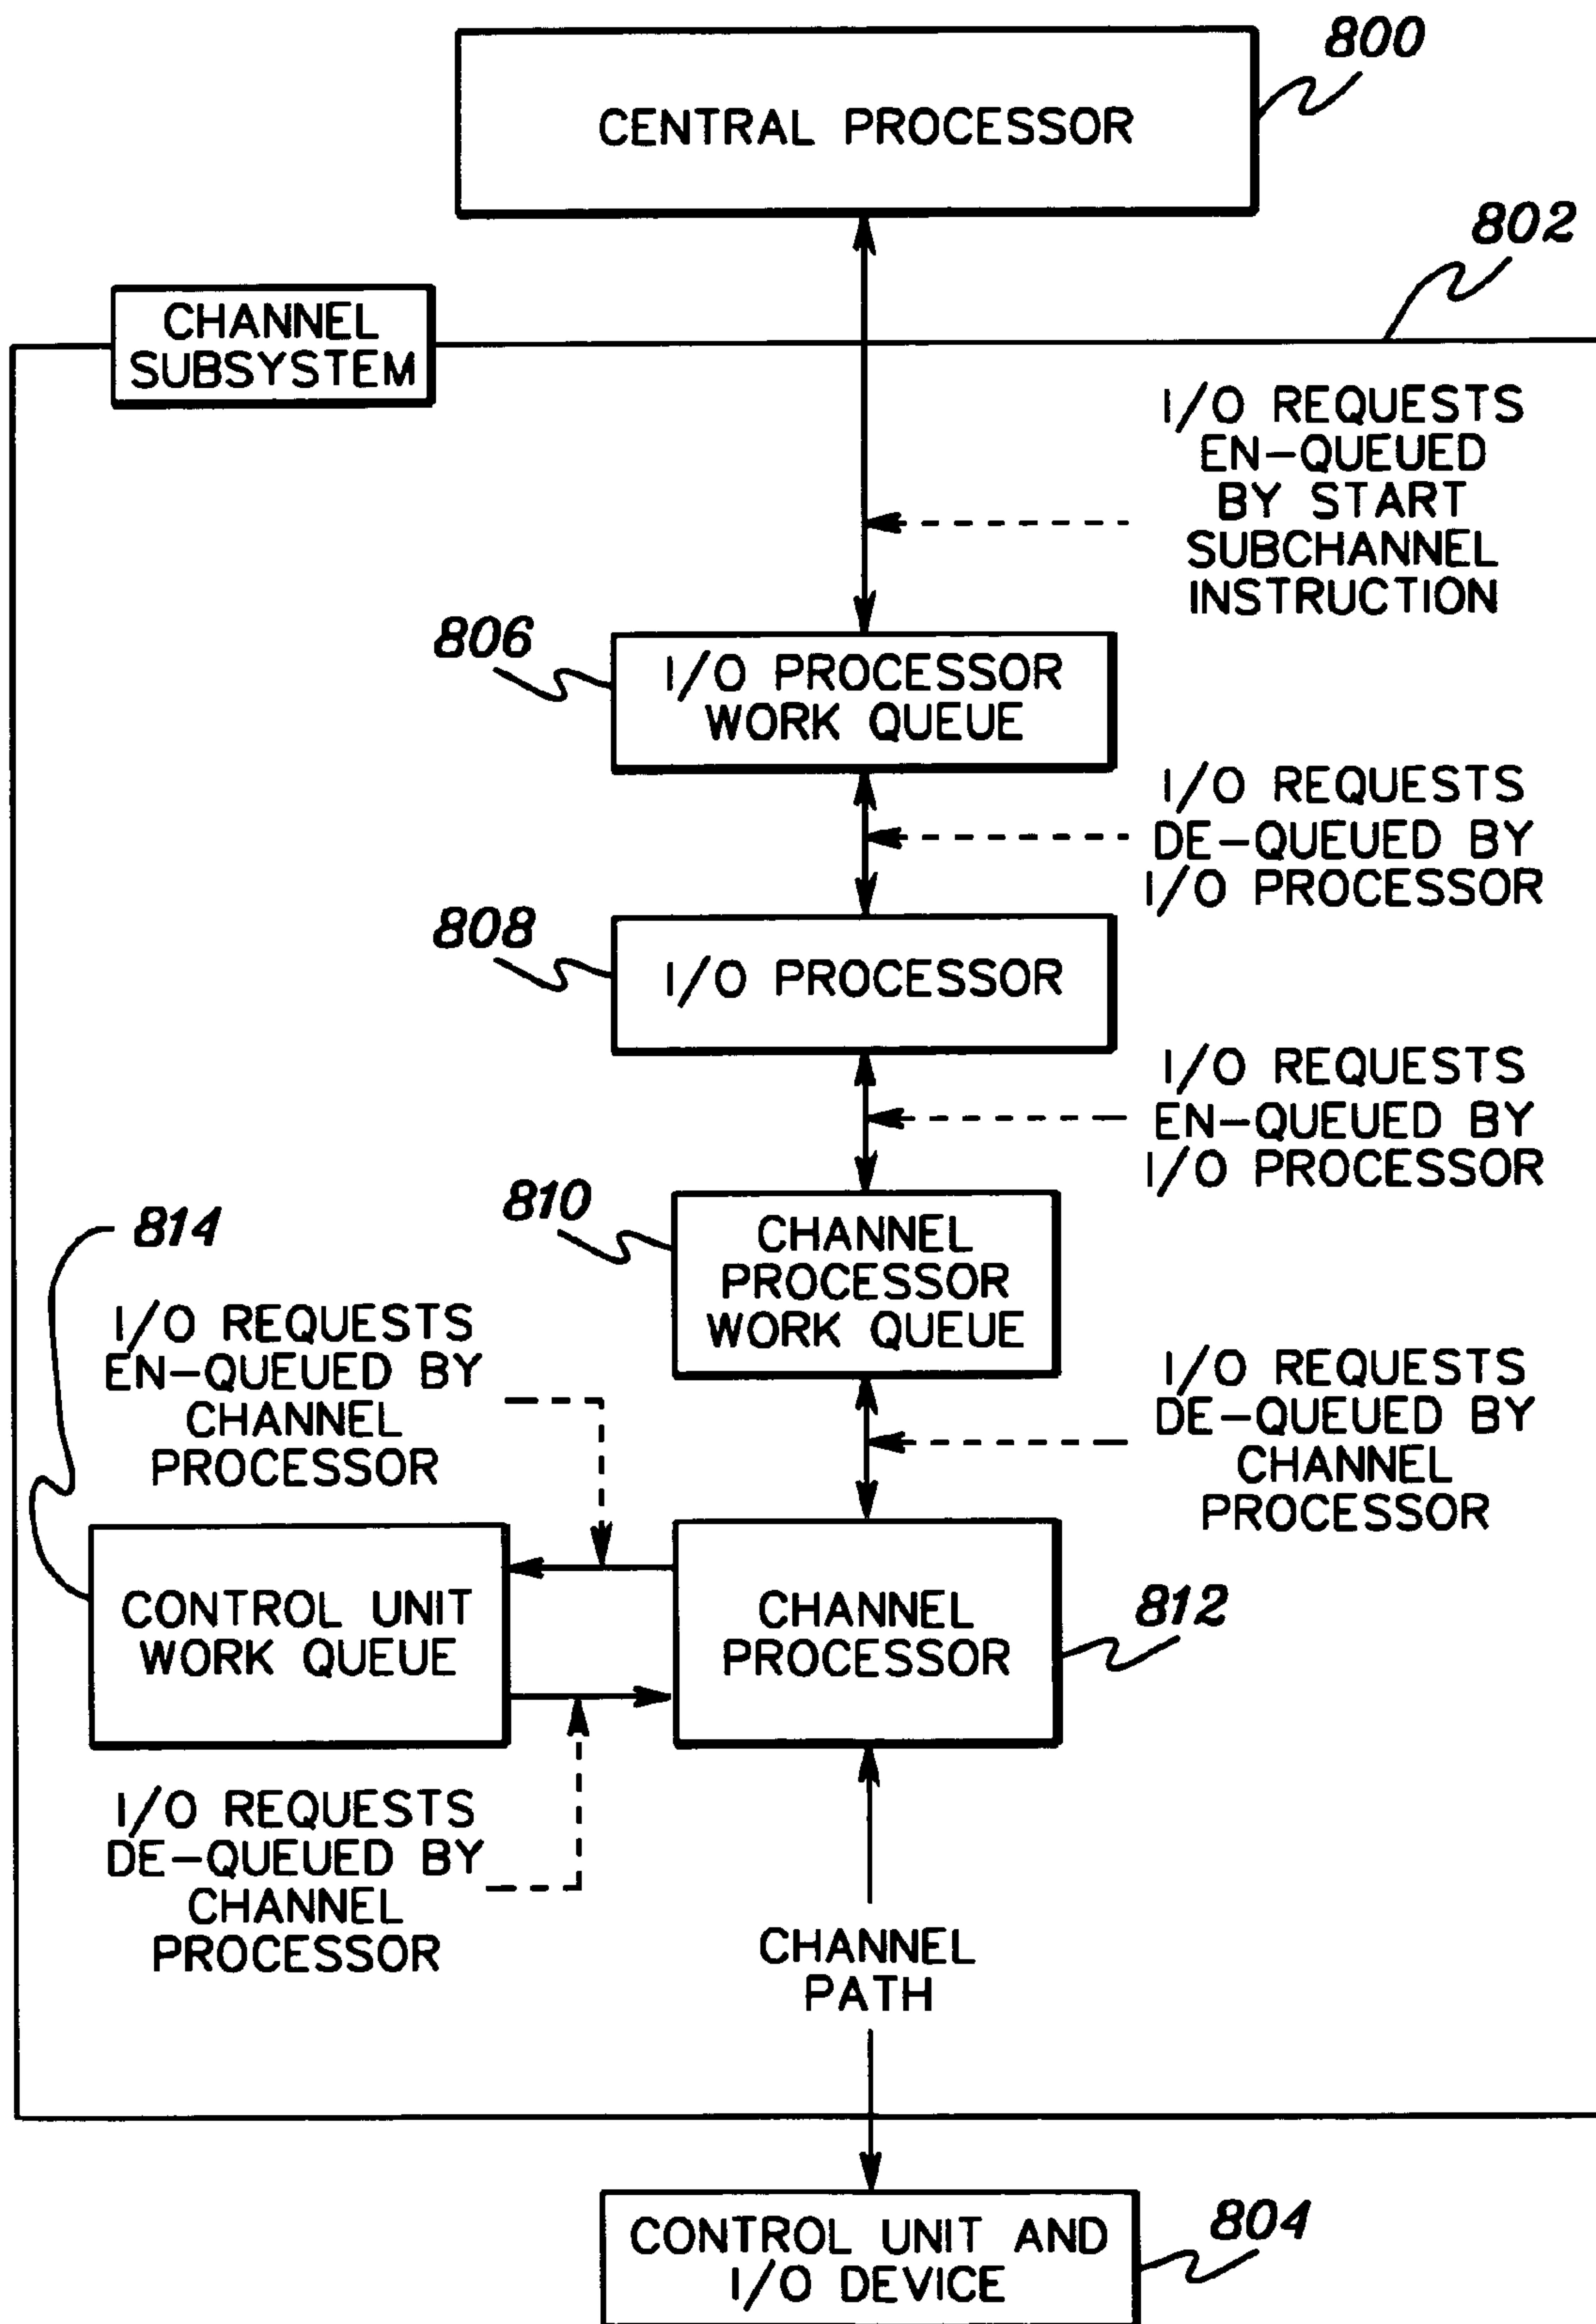 800
CENTRAL PROCESSOR
802
CHANNEL
SUBSYSTEM
I/O REQUESTS
EN-QUEUED
BY START
SUBCHANNEL
INSTRUCTION
806
I/O PROCESSOR
WORK QUEUE
I/O REQUESTS
DE-QUEUED BY
I/O PROCESSOR
808
I/O PROCESSOR
I/O REQUESTS
EN-QUEUED BY
I/O PROCESSOR
810
CHANNEL
PROCESSOR
WORK QUEUE
814
I/O REQUESTS
EN-QUEUED BY
CHANNEL
PROCESSOR
I/O REQUESTS
DE-QUEUED BY
CHANNEL
PROCESSOR
CONTROL UNIT
WORK QUEUE
CHANNEL
PROCESSOR
812
I/O REQUESTS
DE-QUEUED BY
CHANNEL
PROCESSOR
CHANNEL
PATH
CONTROL UNIT AND
I/O DEVICE
804